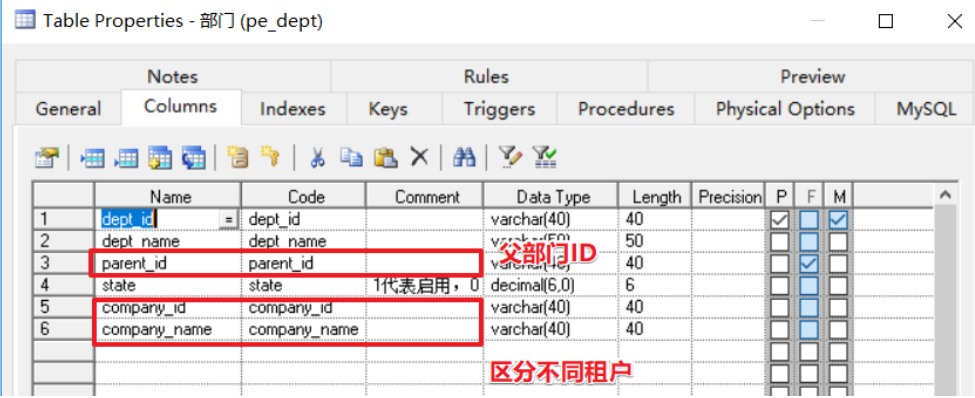 Table Properties - 部门 (pe_dept)
Notes Rules Preview
General Columns Indexes Keys Triggers Procedures Physical Options MySQL
Name Code Comment Data Type Length Precision P F M
1 dept_id = dept_id varchar(40) 40
2 dept_name dept_name varchar(50) 50
父部门ID
3 parent_id parent_id varchar(40) 40
4 state state 1代表启用，0 decimal(6,0) 6
5 company_id company_id varchar(40) 40
6 company_name company_name varchar(40) 40
区分不同租户